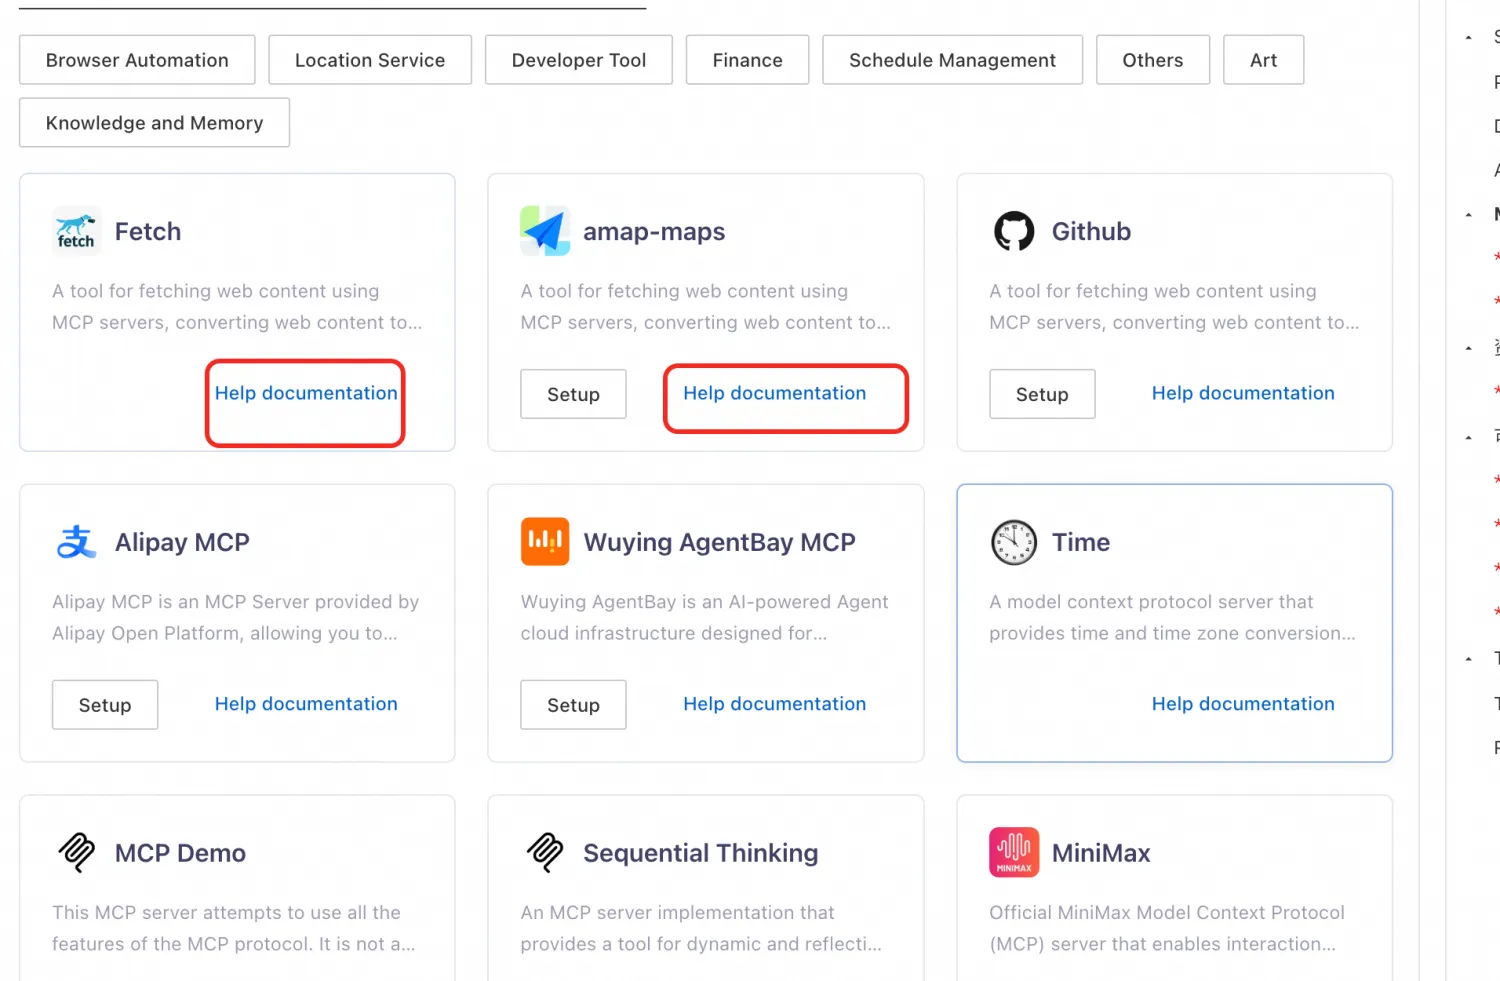 Browser Automation
Location Service
Developer Tool
Finance
Schedule Management
Others
Art
Knowledge and Memory
fetch
Fetch
A tool for fetching web content using
MCP servers, converting web content to...
Help documentation
amap-maps
A tool for fetching web content using
MCP servers, converting web content to...
Setup
Help documentation
Github
A tool for fetching web content using
MCP servers, converting web content to...
Setup
Help documentation
支
Alipay MCP
Alipay MCP is an MCP Server provided by
Alipay Open Platform, allowing you to...
Setup
Help documentation
Wuying AgentBay MCP
Wuying AgentBay is an AI-powered Agent
cloud infrastructure designed for...
Setup
Help documentation
Time
A model context protocol server that
provides time and time zone conversion...
Help documentation
MCP Demo
This MCP server attempts to use all the
features of the MCP protocol. It is not a...
Sequential Thinking
An MCP server implementation that
provides a tool for dynamic and reflecti...
MINIMAX
MiniMax
Official MiniMax Model Context Protocol
(MCP) server that enables interaction...